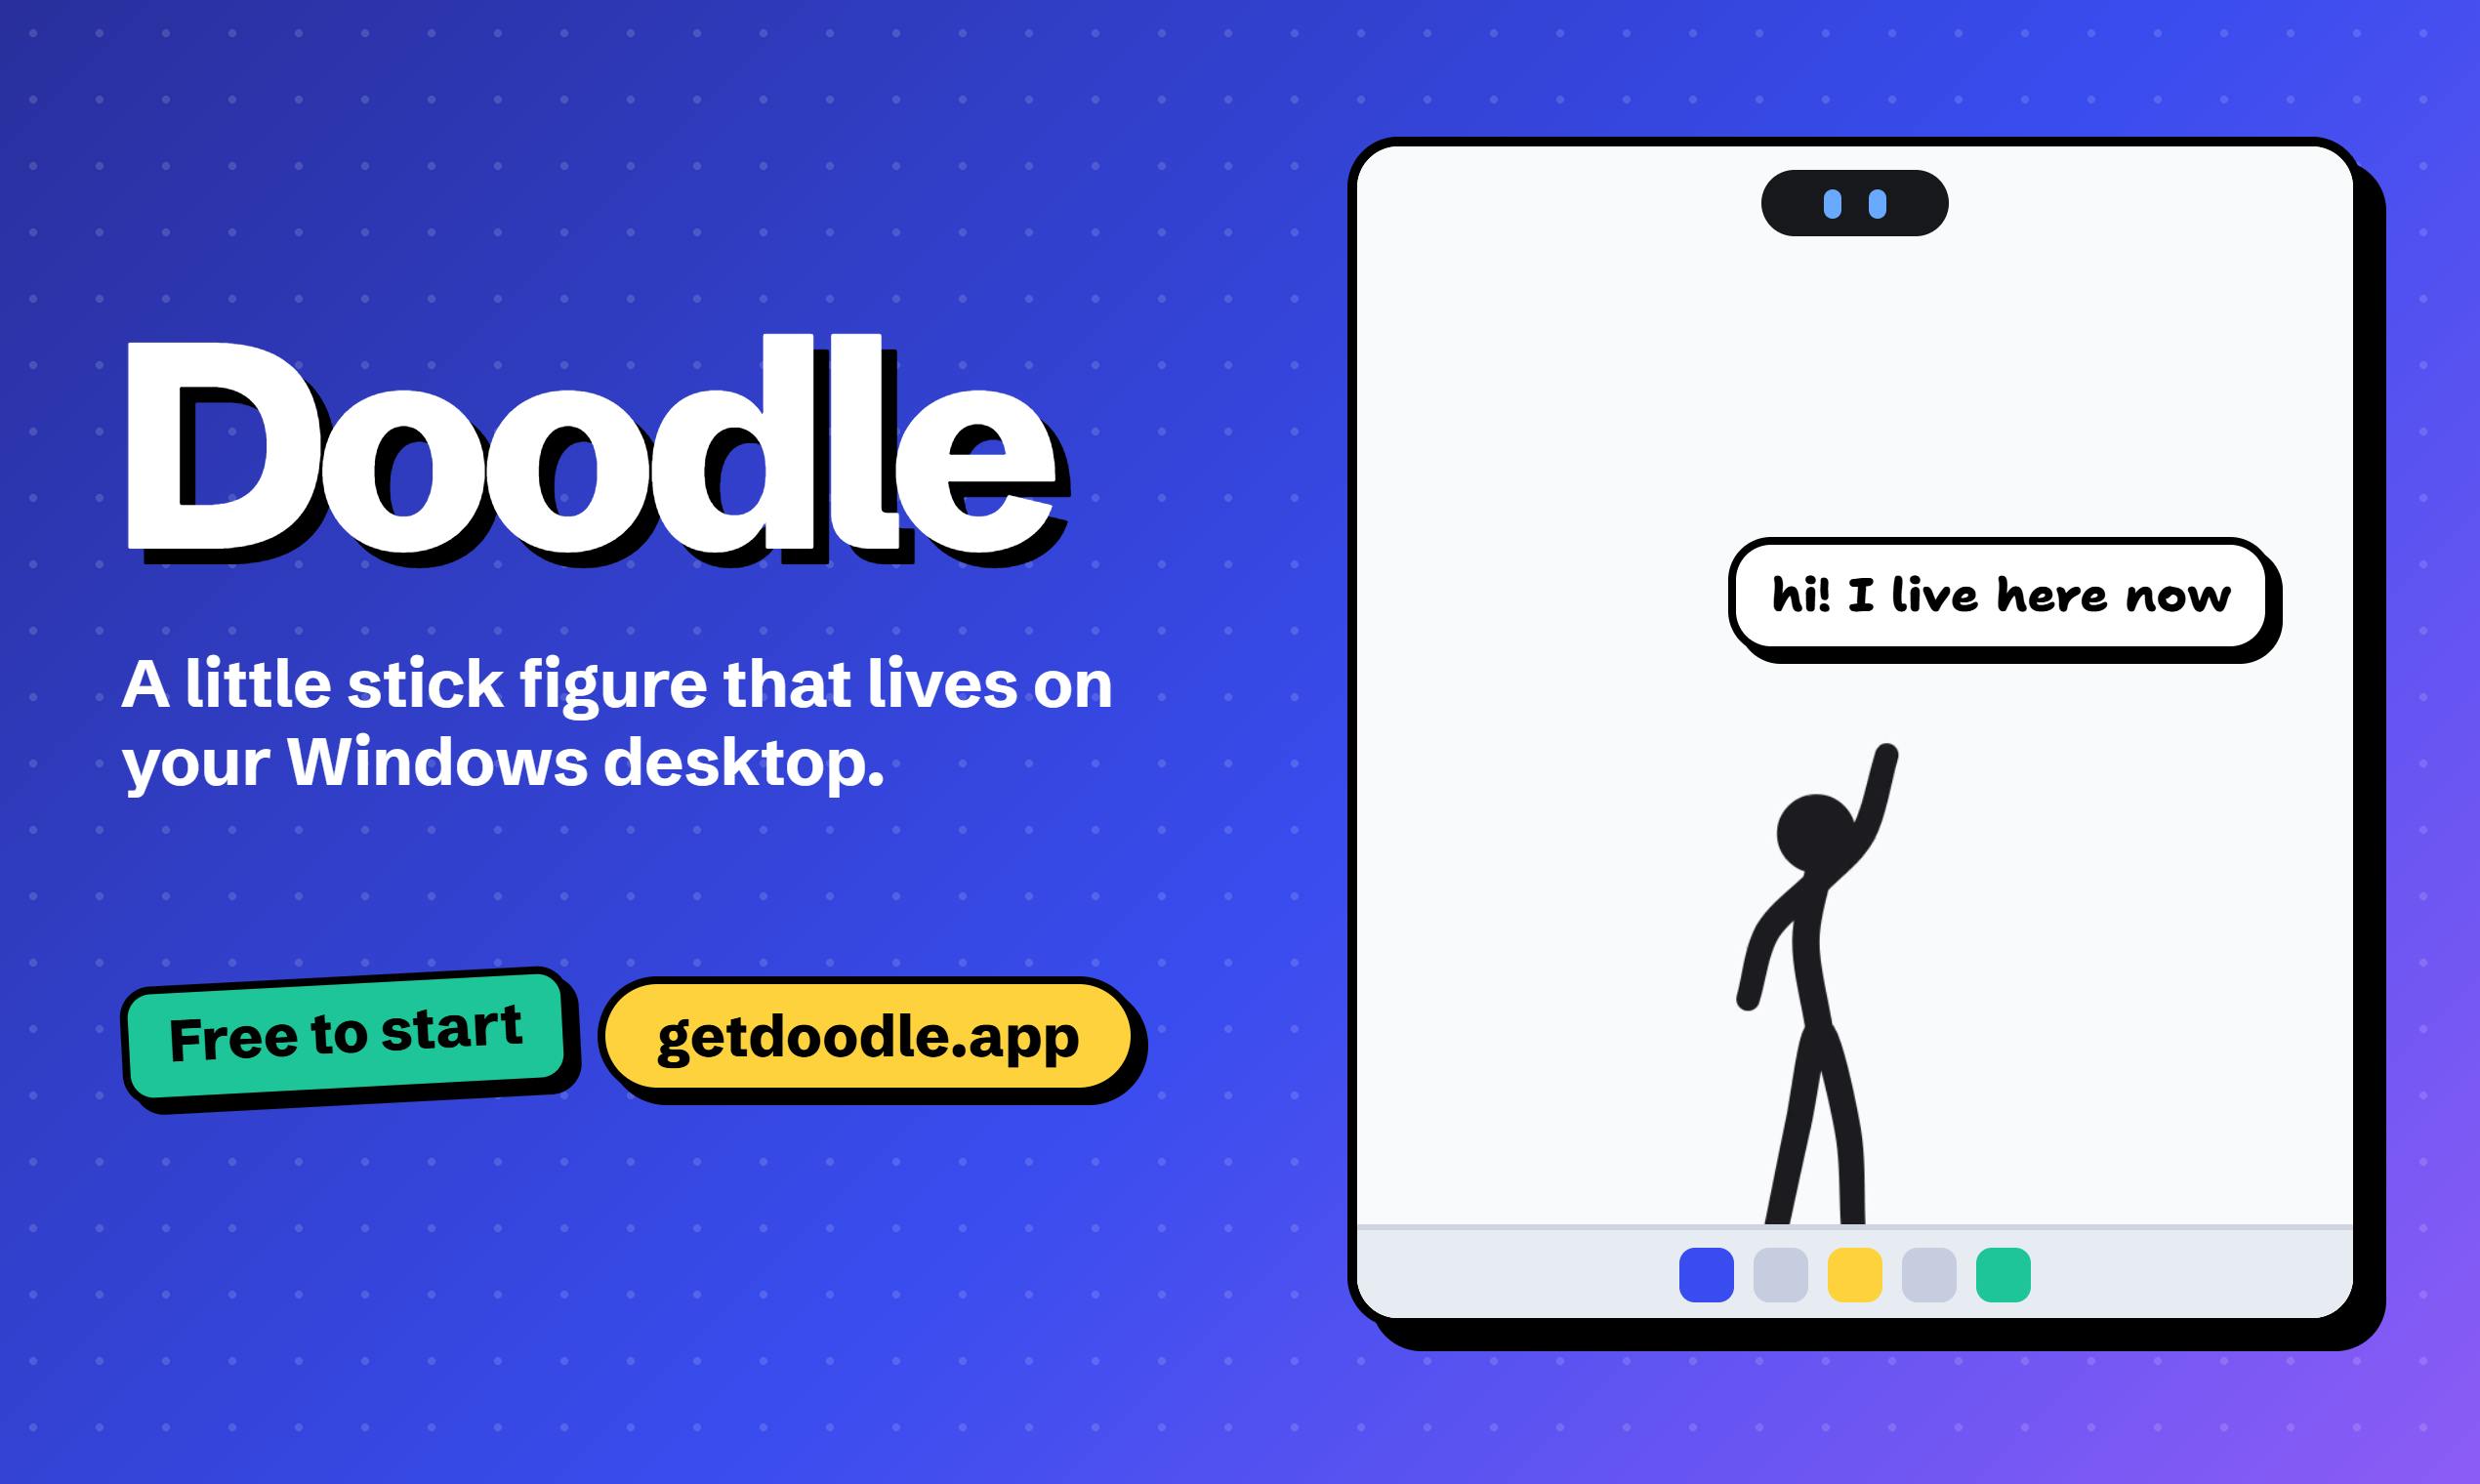 Doodle
A little stick figure that lives on
your Windows desktop.
Free to start
getdoodle.app
hi! I live here now